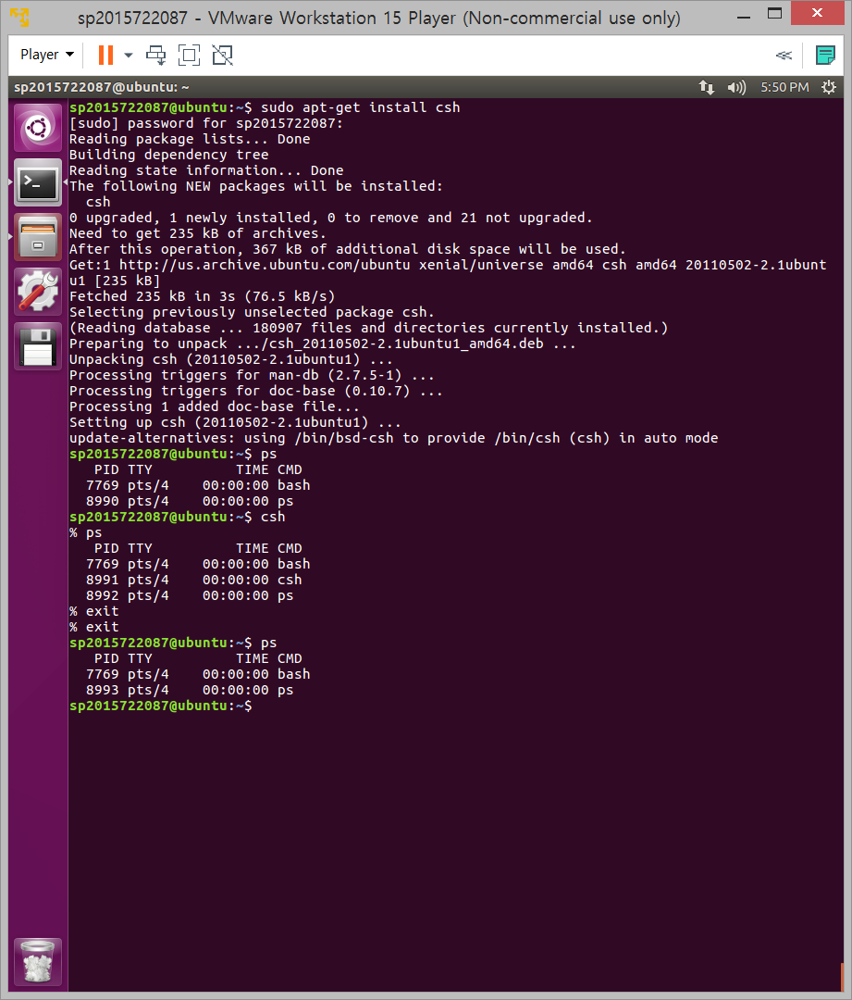 sp2015722087 - VMware Workstation 15 Player (Non-commercial use only)
Player
sp2015722087@ubuntu: ~
5:50 PM
sp2015722087@ubuntu:~$ sudo apt-get install csh
[sudo] password for sp2015722087:
Reading package lists... Done
Building dependency tree
Reading state information... Done
The following NEW packages will be installed:
  csh
0 upgraded, 1 newly installed, 0 to remove and 21 not upgraded.
Need to get 235 kB of archives.
After this operation, 367 kB of additional disk space will be used.
Get:1 http://us.archive.ubuntu.com/ubuntu xenial/universe amd64 csh amd64 20110502-2.1ubunt
u1 [235 kB]
Fetched 235 kB in 3s (76.5 kB/s)
Selecting previously unselected package csh.
(Reading database ... 180907 files and directories currently installed.)
Preparing to unpack .../csh_20110502-2.1ubuntu1_amd64.deb ...
Unpacking csh (20110502-2.1ubuntu1) ...
Processing triggers for man-db (2.7.5-1) ...
Processing triggers for doc-base (0.10.7) ...
Processing 1 added doc-base file...
Setting up csh (20110502-2.1ubuntu1) ...
update-alternatives: using /bin/bsd-csh to provide /bin/csh (csh) in auto mode
sp2015722087@ubuntu:~$ ps
   PID TTY          TIME CMD
  7769 pts/4    00:00:00 bash
  8990 pts/4    00:00:00 ps
sp2015722087@ubuntu:~$ csh
% ps
   PID TTY          TIME CMD
  7769 pts/4    00:00:00 bash
  8991 pts/4    00:00:00 csh
  8992 pts/4    00:00:00 ps
% exit
% exit
sp2015722087@ubuntu:~$ ps
   PID TTY          TIME CMD
  7769 pts/4    00:00:00 bash
  8993 pts/4    00:00:00 ps
sp2015722087@ubuntu:~$